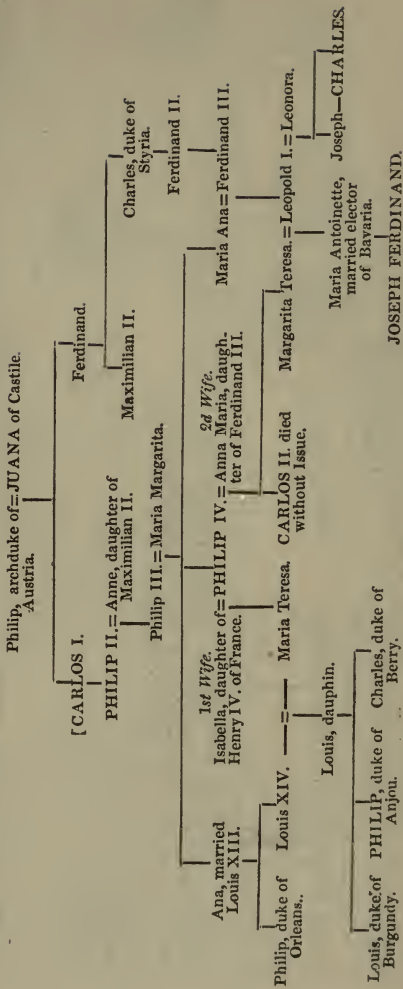 Philip, archduke of=JUANA of Castile.
Austria.
[CARLOS I.
Ferdinand.
PHILIP II.=Anne, daughter of
Maximilian II.
Maximilian II.
Charles, duke of
Styria.
Philip III.=Maria Margarita.
Ferdinand II.
Ana, married
Louis XIII.
1st Wife.
Isabella, daughter of=PHILIP IV.=Anna Maria, daugh-
Henry IV. of France.
2d Wife.
ter of Ferdinand III.
Maria Ana=Ferdinand III.
Philip, duke of
Orleans..
Louis XIV.
=
Maria Teresa.
CARLOS II. died
without Issue.
Margarita Teresa.=Leopold I.=Leonora.
Louis, dauphin.
Maria Antoinette,
married elector
of Bavaria.
Joseph—CHARLES.
Louis, duke of
Burgundy.
PHILIP, duke of
Anjou.
Charles, duke of
Berry.
JOSEPH FERDINAND.